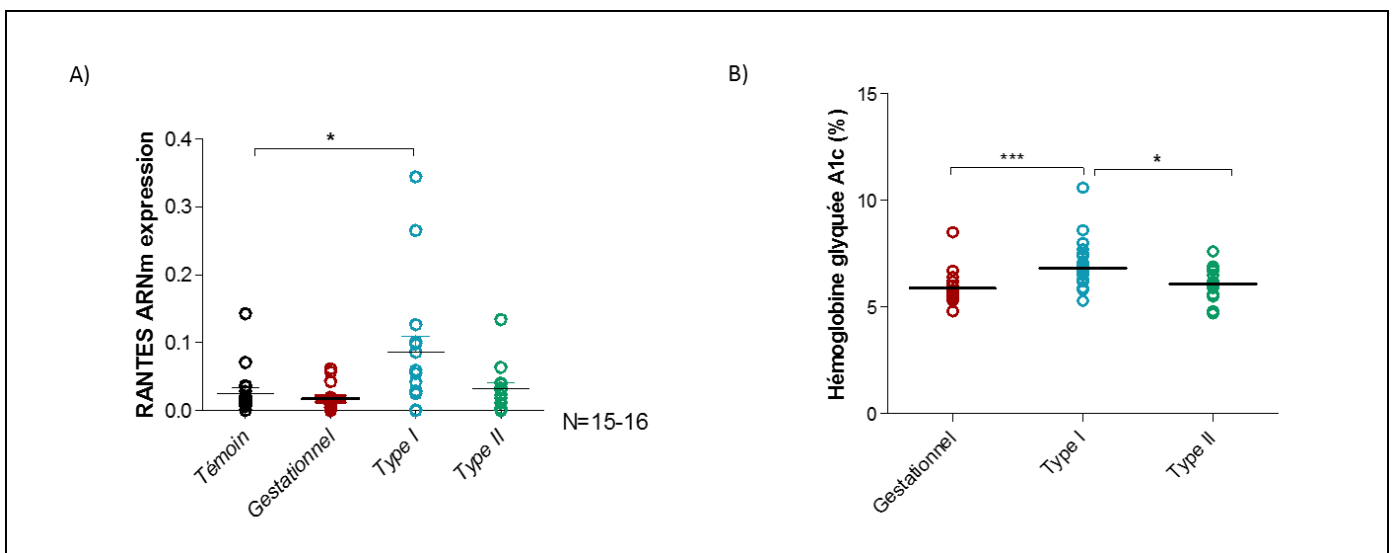 A)
RANTES ARNm expression
0.4
0.3
0.2
0.1
0.0
*
Témoin
Gestationnel
Type I
Type II
N=15-16
B)
Hémoglobine glyquée A1c (%)
15
10
5
0
***
*
Gestationnel
Type I
Type II